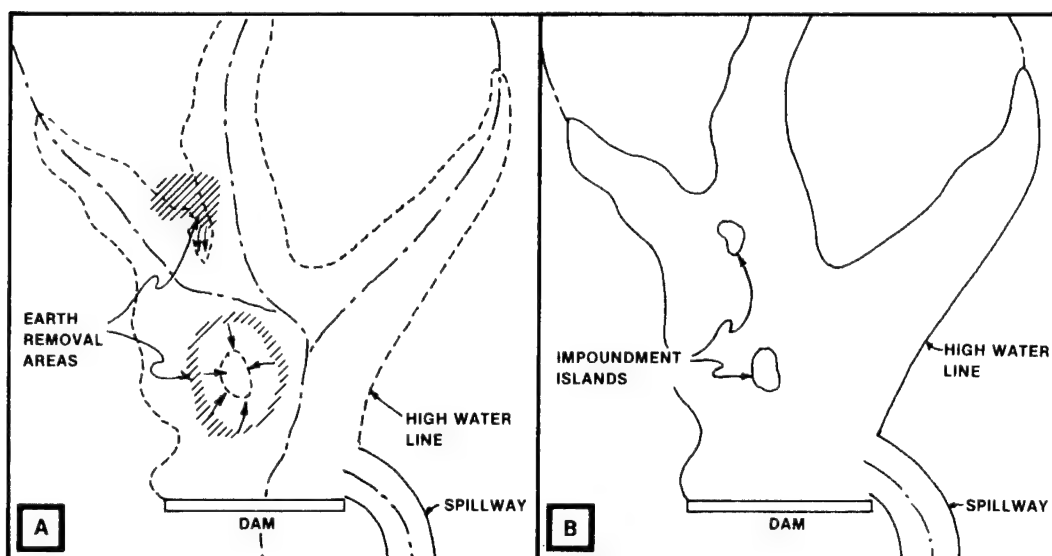 EARTH
REMOVAL
AREAS
HIGH WATER
LINE
SPILLWAY
DAM
A
IMPOUNDMENT
ISLANDS
HIGH WATER
LINE
SPILLWAY
DAM
B